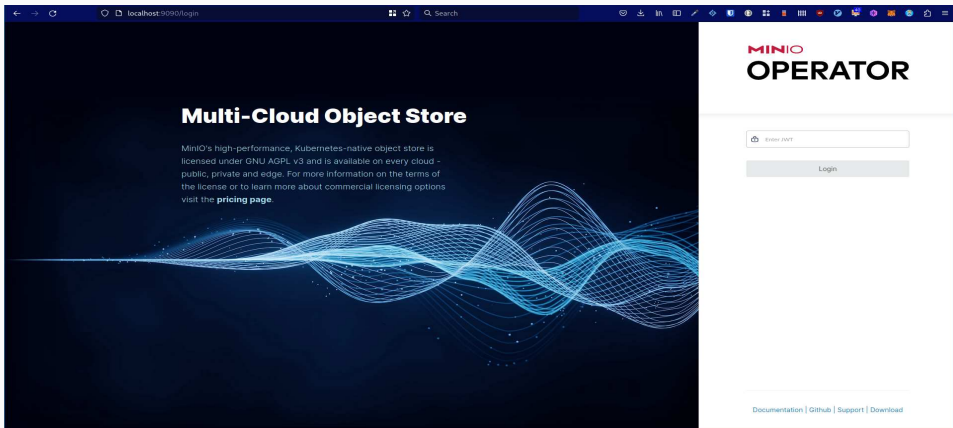 localhost:9090/login
Search
Multi-Cloud Object Store
MinIO's high-performance, Kubernetes-native object store is
licensed under GNU AGPL v3 and is available on every cloud -
public, private and edge. For more information on the terms of
the license or to learn more about commercial licensing options
visit the pricing page.
MINIO
OPERATOR
Enter JWT
Login
Documentation | Github | Support | Download